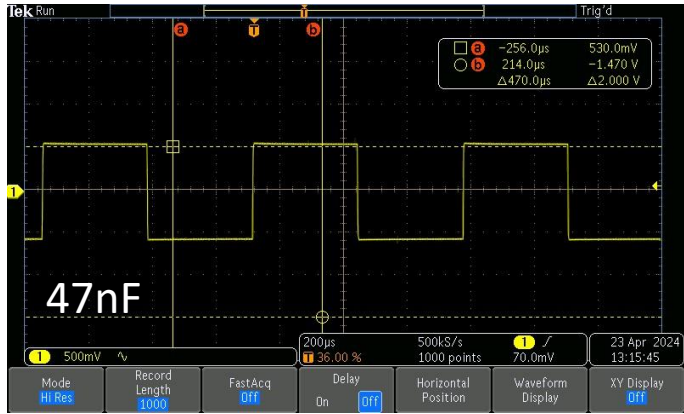 Tek Run Trig'd
T
a T b
a -256.0µs 530.0mV
b 214.0µs -1.470 V
Δ470.0µs Δ2.000 V
1
47nF
1 500mV ∿
200µs 500kS/s 1 ∕ 23 Apr 2024
T 36.00 % 1000 points 70.0mV 13:15:45
Mode Hi Res
Record Length 1000
FastAcq Off
Delay On Off
Horizontal Position
Waveform Display
XY Display Off